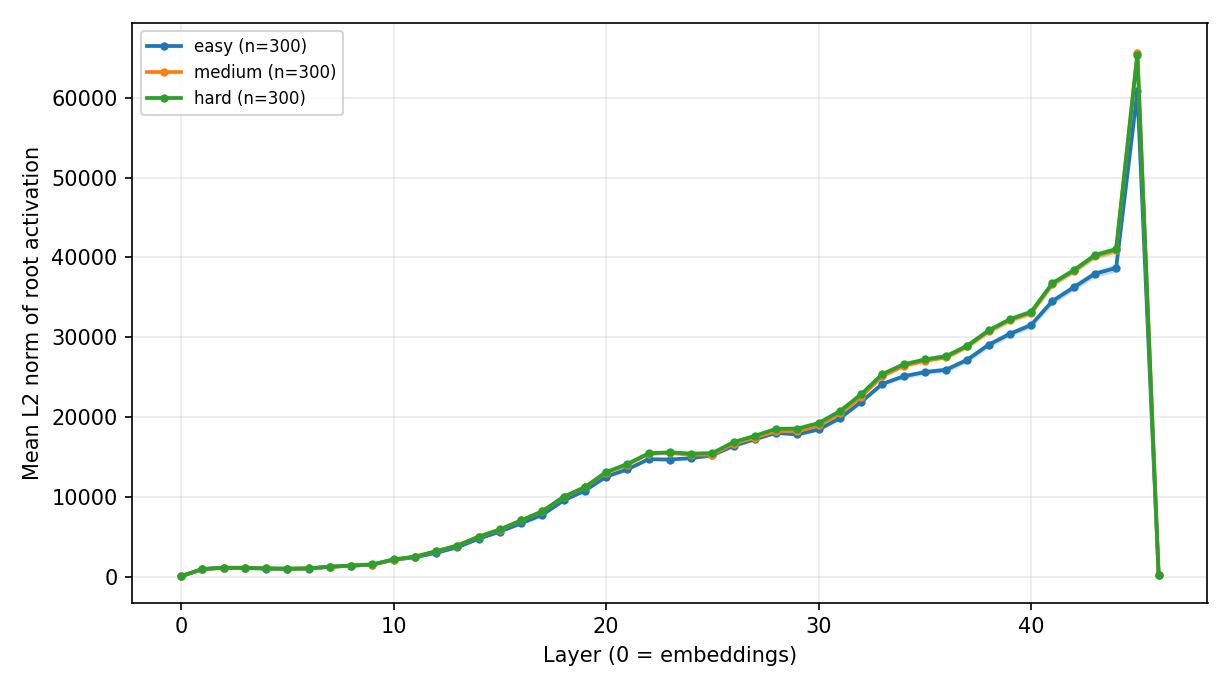 easy (n=300)
medium (n=300)
hard (n=300)
Mean L2 norm of root activation
60000
50000
40000
30000
20000
10000
0
0 10 20 30 40
Layer (0 = embeddings)